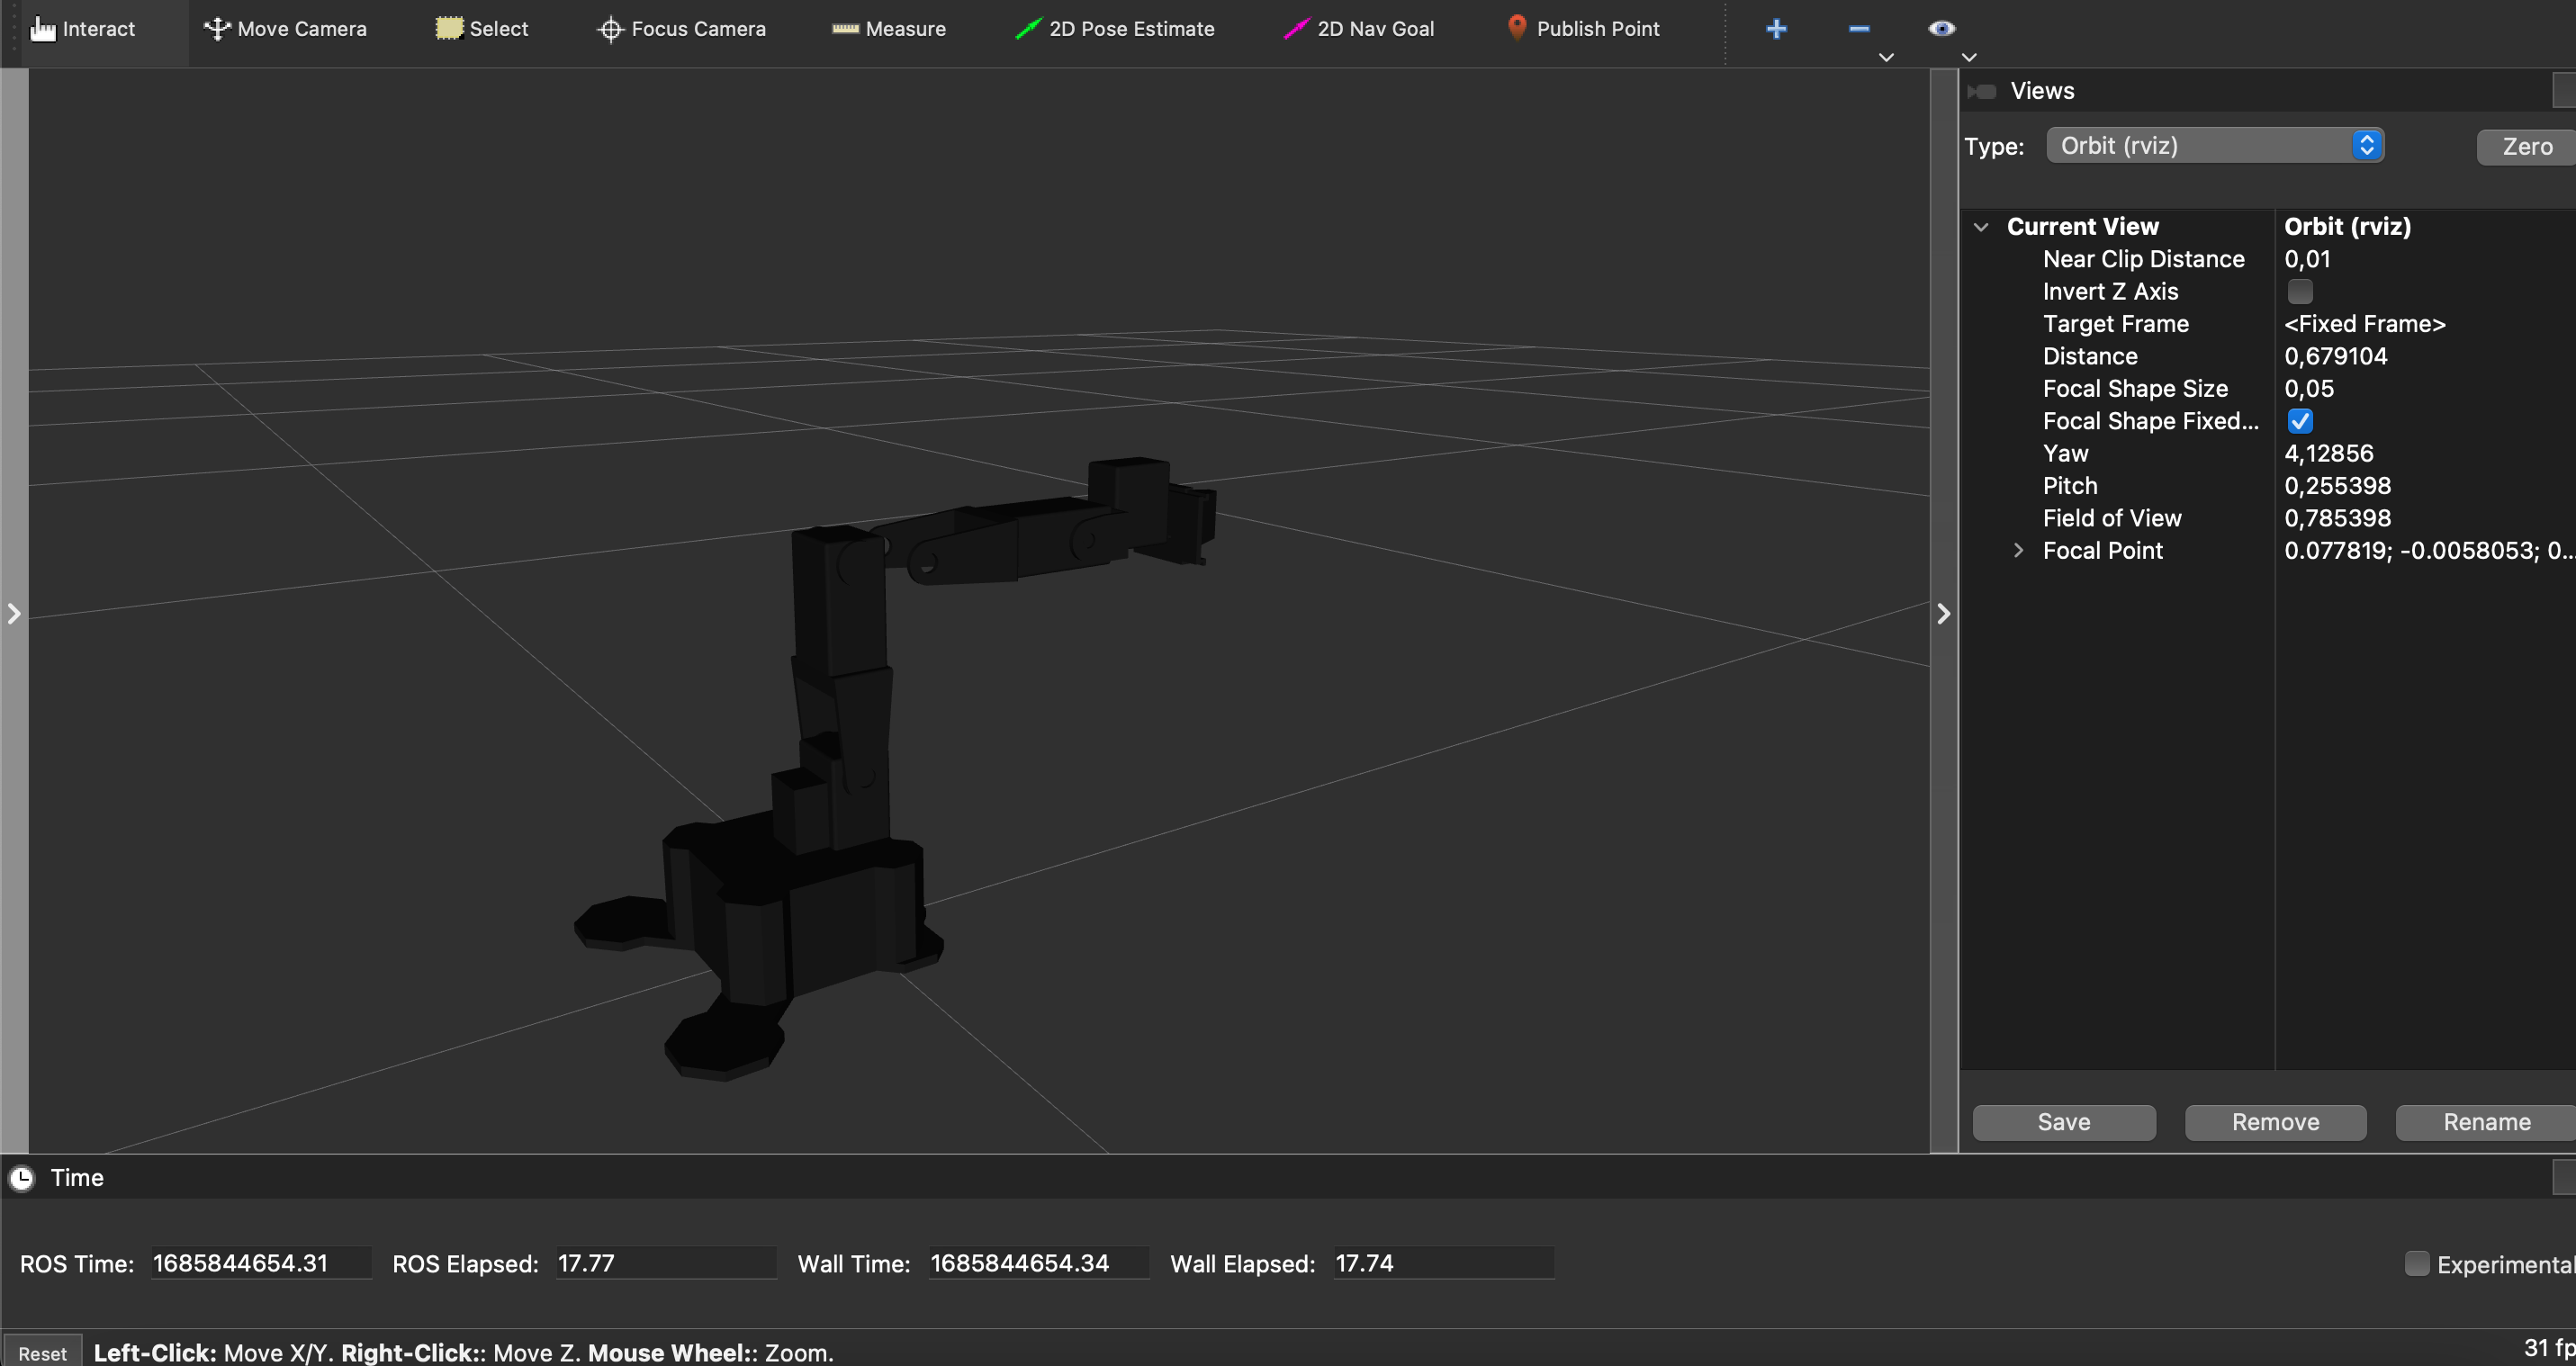 Interact Move Camera Select Focus Camera Measure 2D Pose Estimate 2D Nav Goal Publish Point
Views
Type: Orbit (rviz) Zero
Current View Orbit (rviz)
Near Clip Distance 0,01
Invert Z Axis
Target Frame <Fixed Frame>
Distance 0,679104
Focal Shape Size 0,05
Focal Shape Fixed...
Yaw 4,12856
Pitch 0,255398
Field of View 0,785398
Focal Point 0.077819; -0.0058053; 0...
Save Remove Rename
Time
ROS Time: 1685844654.31 ROS Elapsed: 17.77 Wall Time: 1685844654.34 Wall Elapsed: 17.74 Experimental
Reset Left-Click: Move X/Y. Right-Click:: Move Z. Mouse Wheel:: Zoom. 31 fp